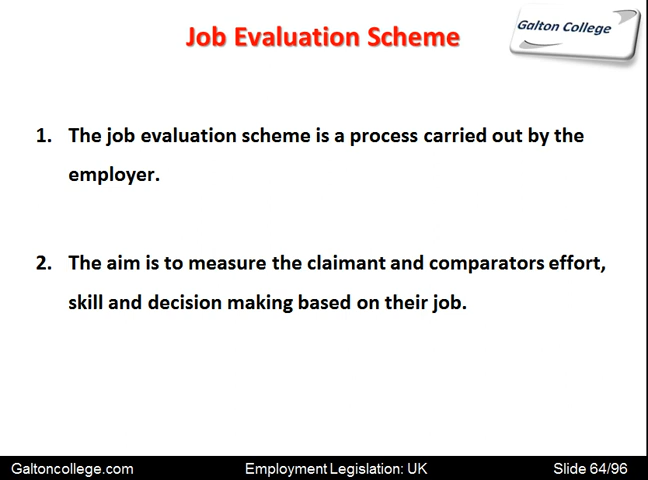 Job Evaluation Scheme
Galton College
1. The job evaluation scheme is a process carried out by the
employer.
2. The aim is to measure the claimant and comparators effort,
skill and decision making based on their job.
Galtoncollege.com
Employment Legislation: UK
Slide 64/96